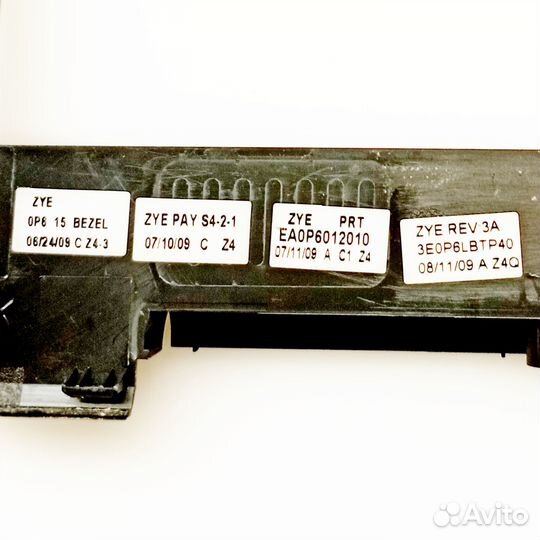 ZYE
0P6 15 BEZEL
06/24/09 C Z4-3
ZYE PAY S4-2-1
07/10/09 C Z4
ZYE PRT
EA0P6012010
07/11/09 A C1 Z4
ZYE REV 3A
3E0P6LBTP40
08/11/09 A Z4Q
Avito